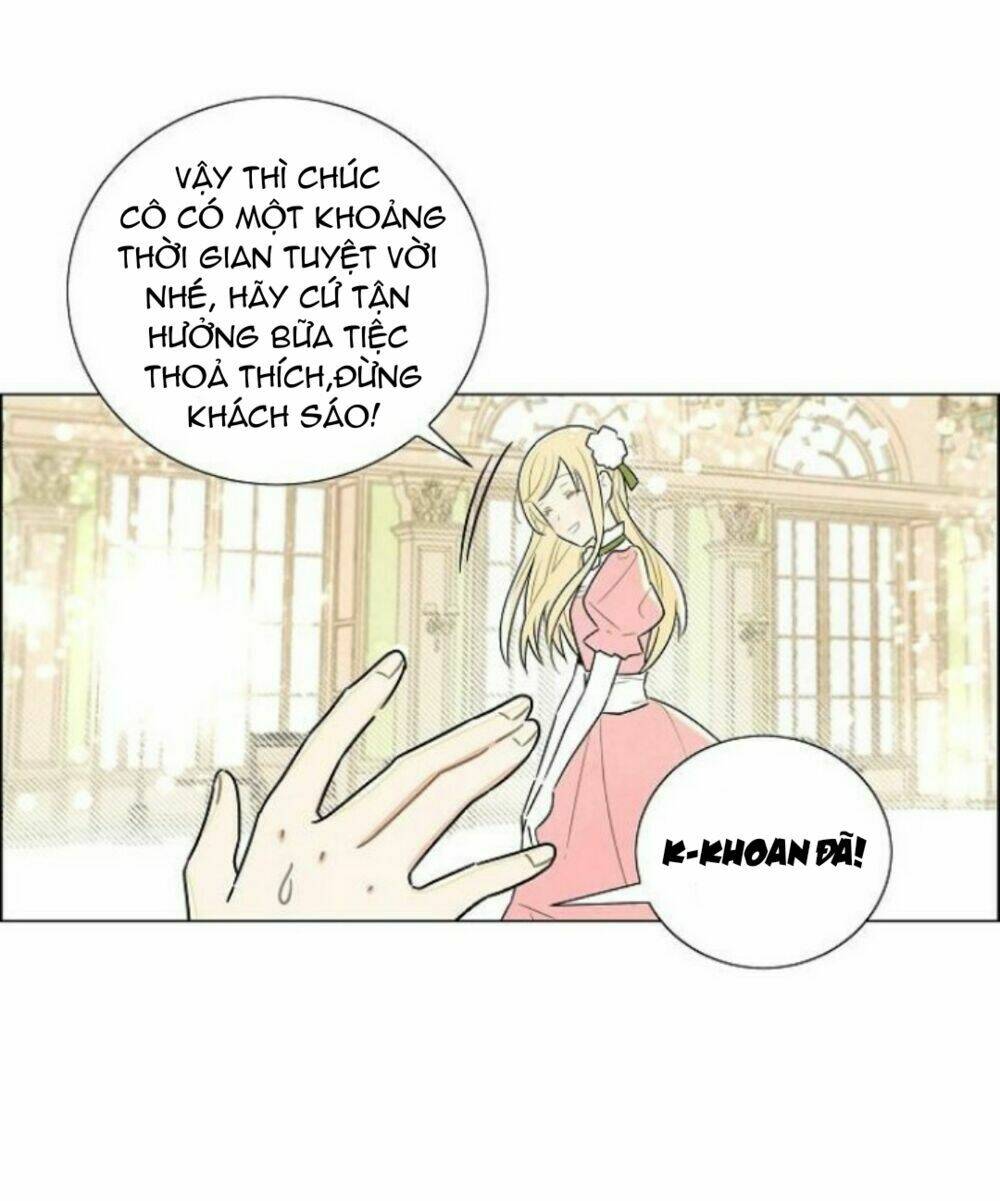 VẬY THÌ CHÚC
CÔ CÓ MỘT KHOẢNG
THỜI GIAN TUYỆT VỜI
NHÉ, HÃY CỨ TẬN
HƯỞNG BỮA TIỆC
THOẢ THÍCH,ĐỪNG
KHÁCH SÁO!
K-KHOAN ĐÃ!